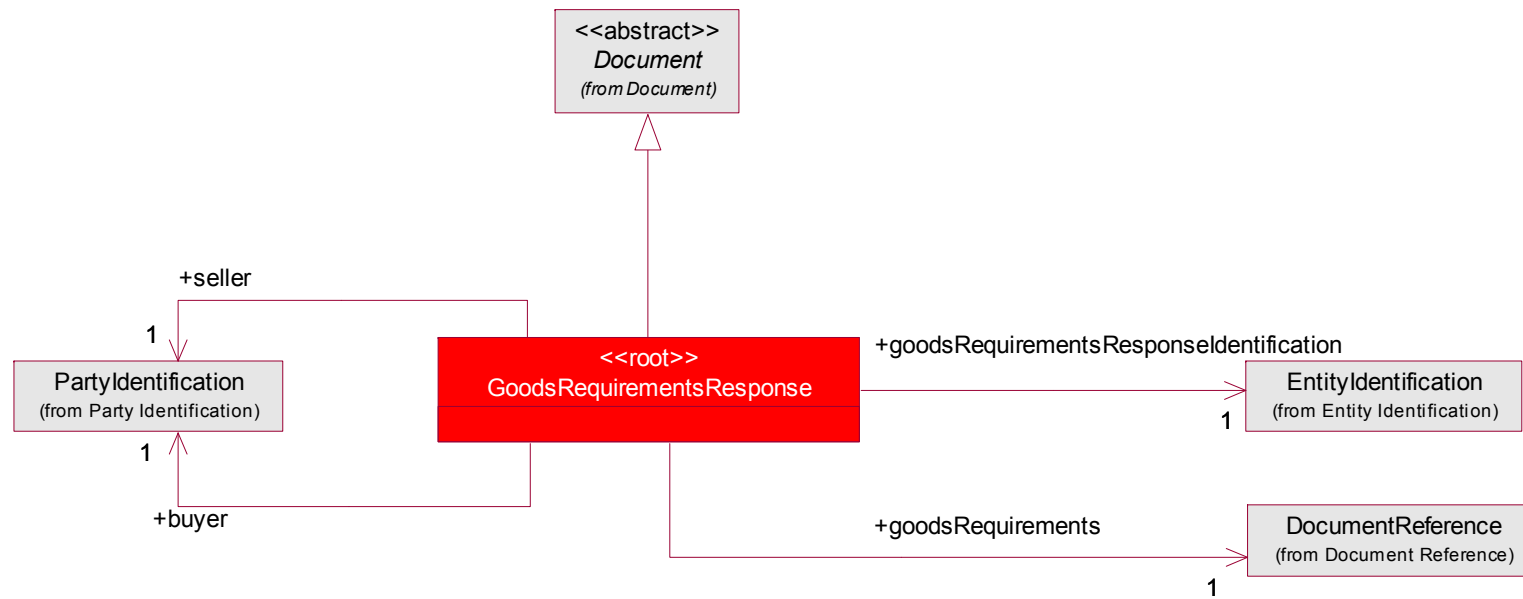 <<abstract>>
Document
(from Document)
+seller
1
PartyIdentification
(from Party Identification)
1
+buyer
<<root>>
GoodsRequirementsResponse
+goodsRequirementsResponseIdentification
1
EntityIdentification
(from Entity Identification)
+goodsRequirements
1
DocumentReference
(from Document Reference)